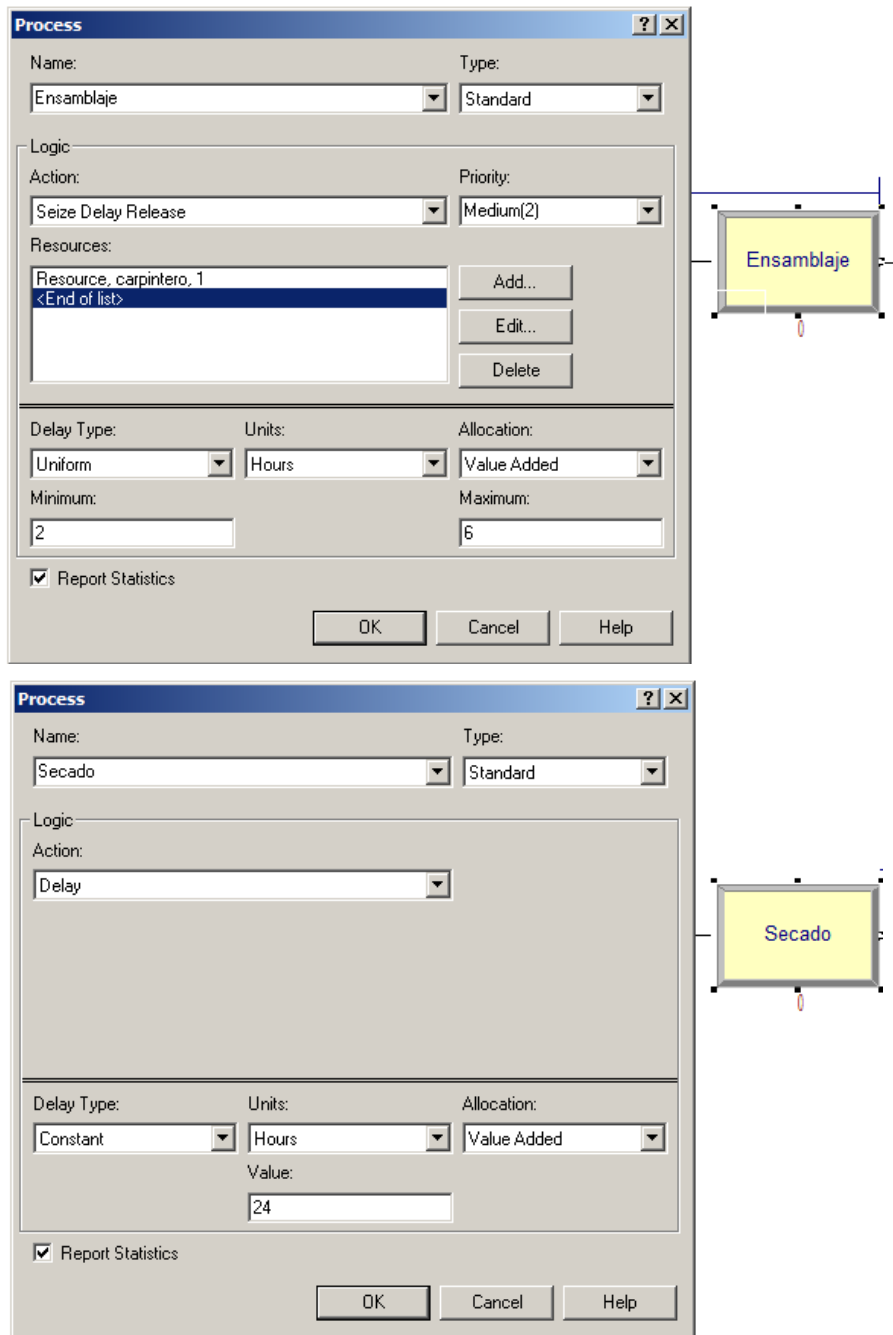 Process
Name: Type:
Ensamblaje Standard
Logic
Action: Priority:
Seize Delay Release Medium(2)
Resources:
Resource, carpintero, 1
<End of list>
Add...
Edit...
Delete
Delay Type: Units: Allocation:
Uniform Hours Value Added
Minimum: Maximum:
2 6
Report Statistics
OK Cancel Help
Ensamblaje
0
Process
Name: Type:
Secado Standard
Logic
Action:
Delay
Delay Type: Units: Allocation:
Constant Hours Value Added
Value:
24
Report Statistics
OK Cancel Help
Secado
0